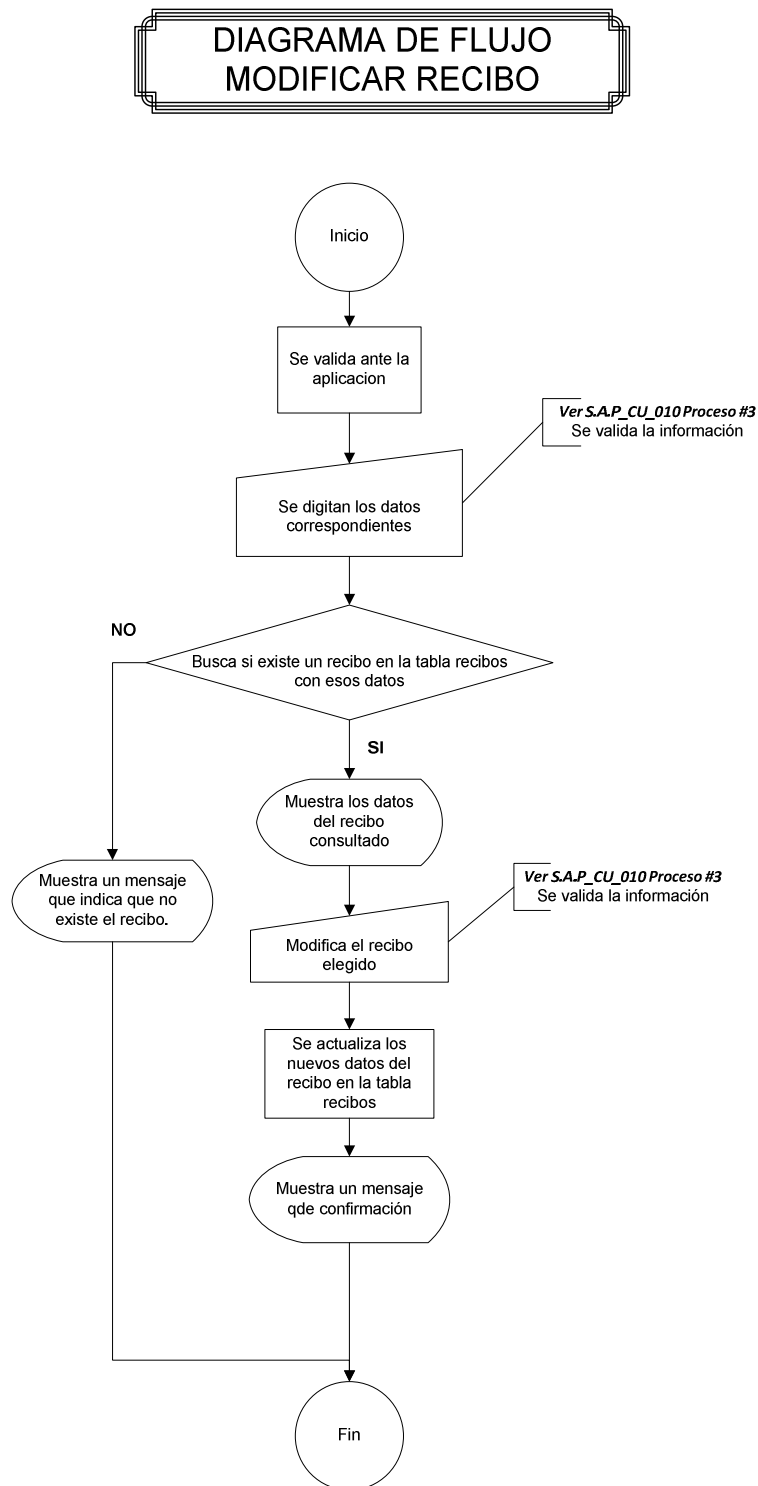 DIAGRAMA DE FLUJO
MODIFICAR RECIBO
Inicio
Se valida ante la
aplicacion
Ver S.A.P_CU_010 Proceso #3
Se valida la información
Se digitan los datos
correspondientes
NO
Busca si existe un recibo en la tabla recibos
con esos datos
SI
Muestra los datos
del recibo
consultado
Muestra un mensaje
que indica que no
existe el recibo.
Ver S.A.P_CU_010 Proceso #3
Se valida la información
Modifica el recibo
elegido
Se actualiza los
nuevos datos del
recibo en la tabla
recibos
Muestra un mensaje
qde confirmación
Fin